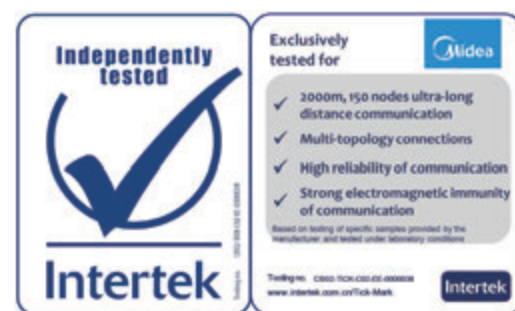 Independently
tested
Intertek
Exclusively
tested for
Midea
2000m, 150 nodes ultra-long
distance communication
Multi-topology connections
High reliability of communication
Strong electromagnetic immunity
of communication
Based on testing of specific samples provided by the
manufacturer and tested under laboratory conditions
Testing no.
www.intertek.com.cn/Tick-Mark
Intertek